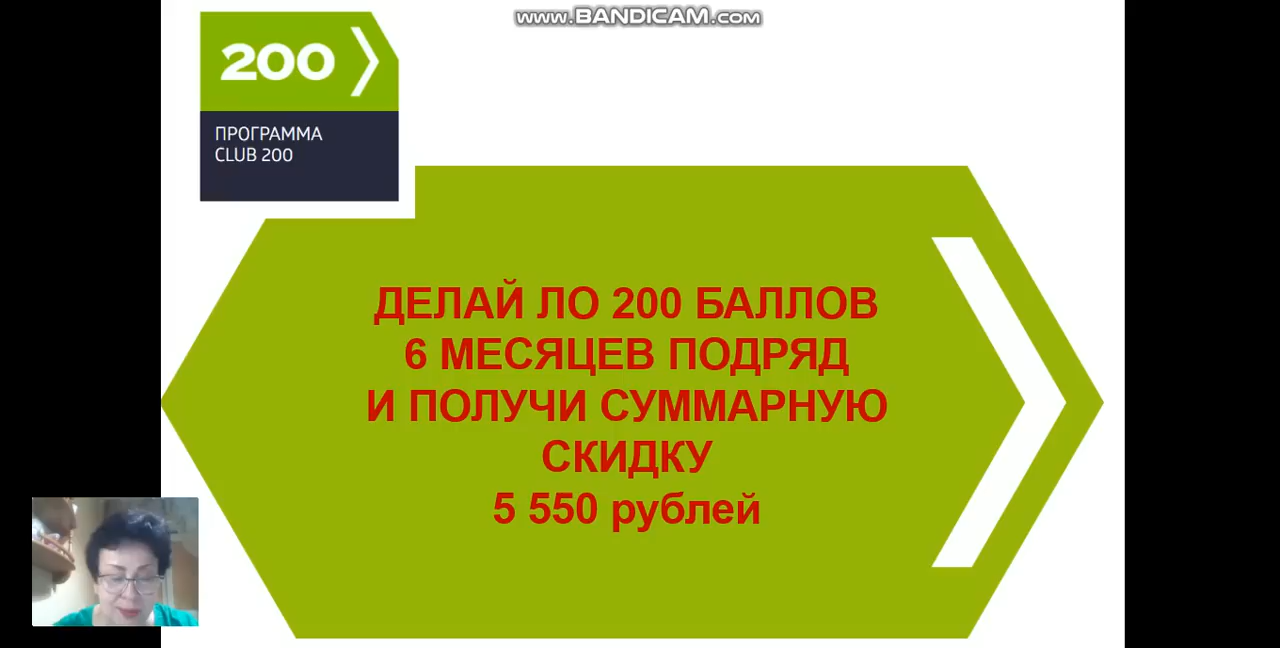 www.BANDICAM.com
200
ПРОГРАММА
CLUB 200
ДЕЛАЙ ЛО 200 БАЛЛОВ
6 МЕСЯЦЕВ ПОДРЯД
И ПОЛУЧИ СУММАРНУЮ
СКИДКУ
5 550 рублей